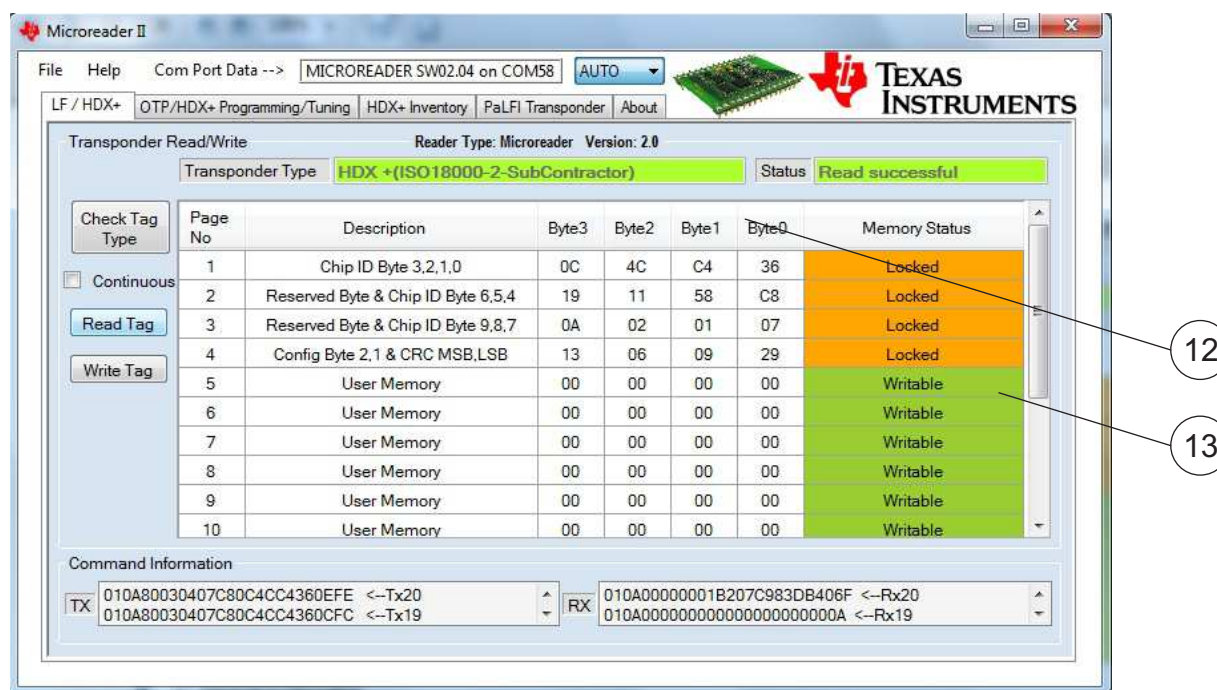 Microreader II
File Help Com Port Data --> MICROREADER SW02.04 on COM58 AUTO
TEXAS
INSTRUMENTS
LF / HDX+ OTP/HDX+ Programming/Tuning HDX+ Inventory PaLFI Transponder About
Transponder Read/Write Reader Type: Microreader Version: 2.0
Transponder Type HDX +(ISO18000-2-SubContractor) Status Read successful
Check Tag
Type
Continuous
Read Tag
Write Tag
Page
No Description Byte3 Byte2 Byte1 Byte0 Memory Status
1 Chip ID Byte 3,2,1,0 0C 4C C4 36 Locked
2 Reserved Byte & Chip ID Byte 6,5,4 19 11 58 C8 Locked
3 Reserved Byte & Chip ID Byte 9,8,7 0A 02 01 07 Locked
4 Config Byte 2,1 & CRC MSB,LSB 13 06 09 29 Locked
5 User Memory 00 00 00 00 Writable
6 User Memory 00 00 00 00 Writable
7 User Memory 00 00 00 00 Writable
8 User Memory 00 00 00 00 Writable
9 User Memory 00 00 00 00 Writable
10 User Memory 00 00 00 00 Writable
12
13
Command Information
TX
010A80030407C80C4CC4360EFE <--Tx20
010A80030407C80C4CC4360CFC <--Tx19
RX
010A00000001B207C983DB406F <--Rx20
010A0000000000000000000000A <--Rx19